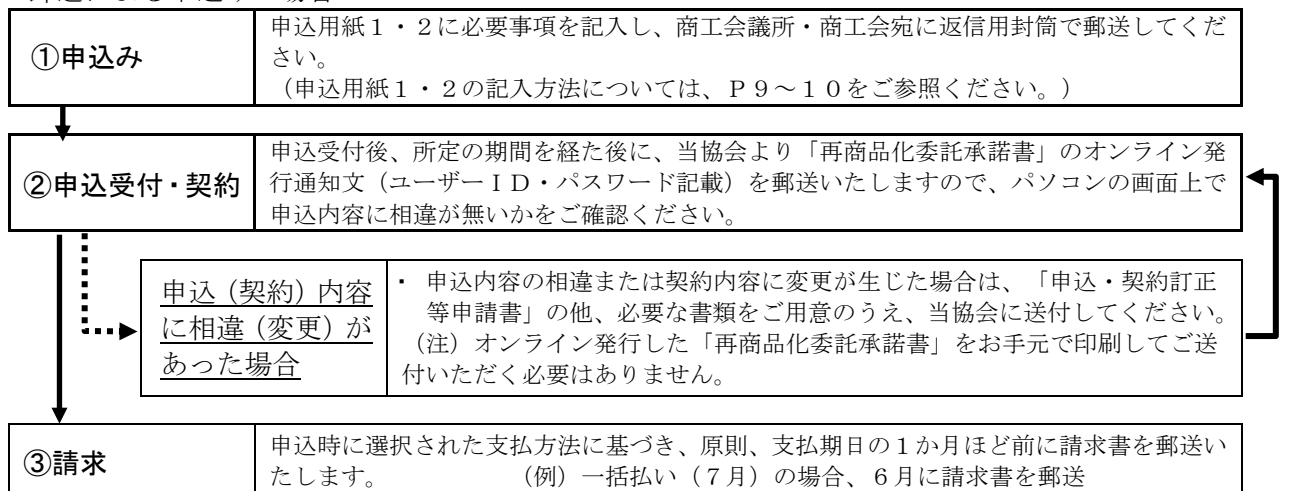 ①申込み
申込用紙１・２に必要事項を記入し、商工会議所・商工会宛に返信用封筒で郵送してくだ
さい。
（申込用紙１・２の記入方法については、Ｐ９～１０をご参照ください。）
②申込受付・契約
申込受付後、所定の期間を経た後に、当協会より「再商品化委託承諾書」のオンライン発
行通知文（ユーザーＩＤ・パスワード記載）を郵送いたしますので、パソコンの画面上で
申込内容に相違が無いかをご確認ください。
申込（契約）内容
に相違（変更）が
あった場合
・ 申込内容の相違または契約内容に変更が生じた場合は、「申込・契約訂正
等申請書」の他、必要な書類をご用意のうえ、当協会に送付してください。
（注）オンライン発行した「再商品化委託承諾書」をお手元で印刷してご送
付いただく必要はありません。
③請求
申込時に選択された支払方法に基づき、原則、支払期日の１か月ほど前に請求書を郵送い
たします。　　　　（例）一括払い（７月）の場合、６月に請求書を郵送